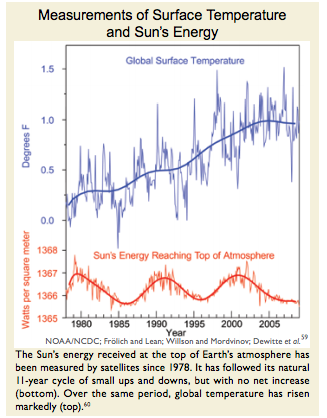 Measurements of Surface Temperature
and Sun's Energy
Global Surface Temperature
Degrees F
1.5
1.0
0.5
0.0
Sun's Energy Reaching Top of Atmosphere
Watts per square meter
1368
1367
1366
1365
1980 1985 1990 1995 2000 2005
Year
NOAA/NCDC; Frölich and Lean; Willson and Mordvinov; Dewitte et al.59
The Sun's energy received at the top of Earth's atmosphere has
been measured by satellites since 1978. It has followed its natural
11-year cycle of small ups and downs, but with no net increase
(bottom). Over the same period, global temperature has risen
markedly (top).60